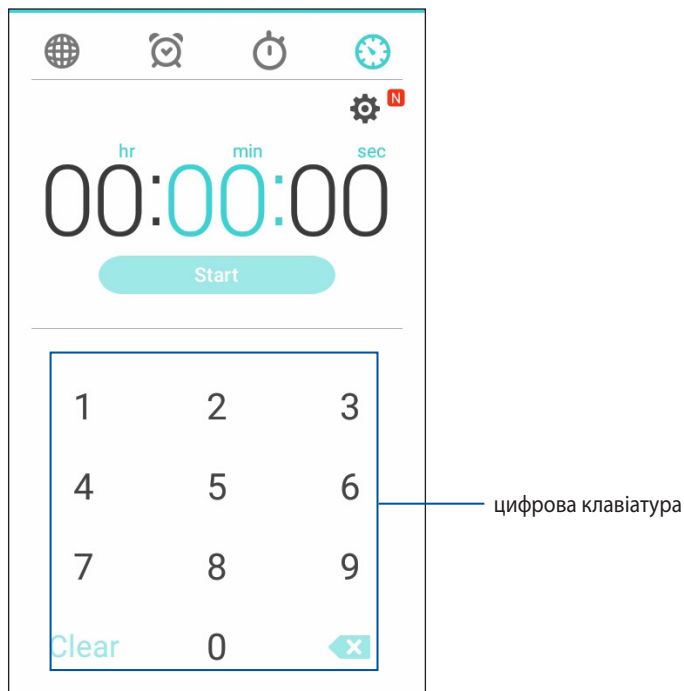 N
hr min sec
00:00:00
Start
1 2 3
4 5 6
цифрова клавіатура
7 8 9
Clear 0 x